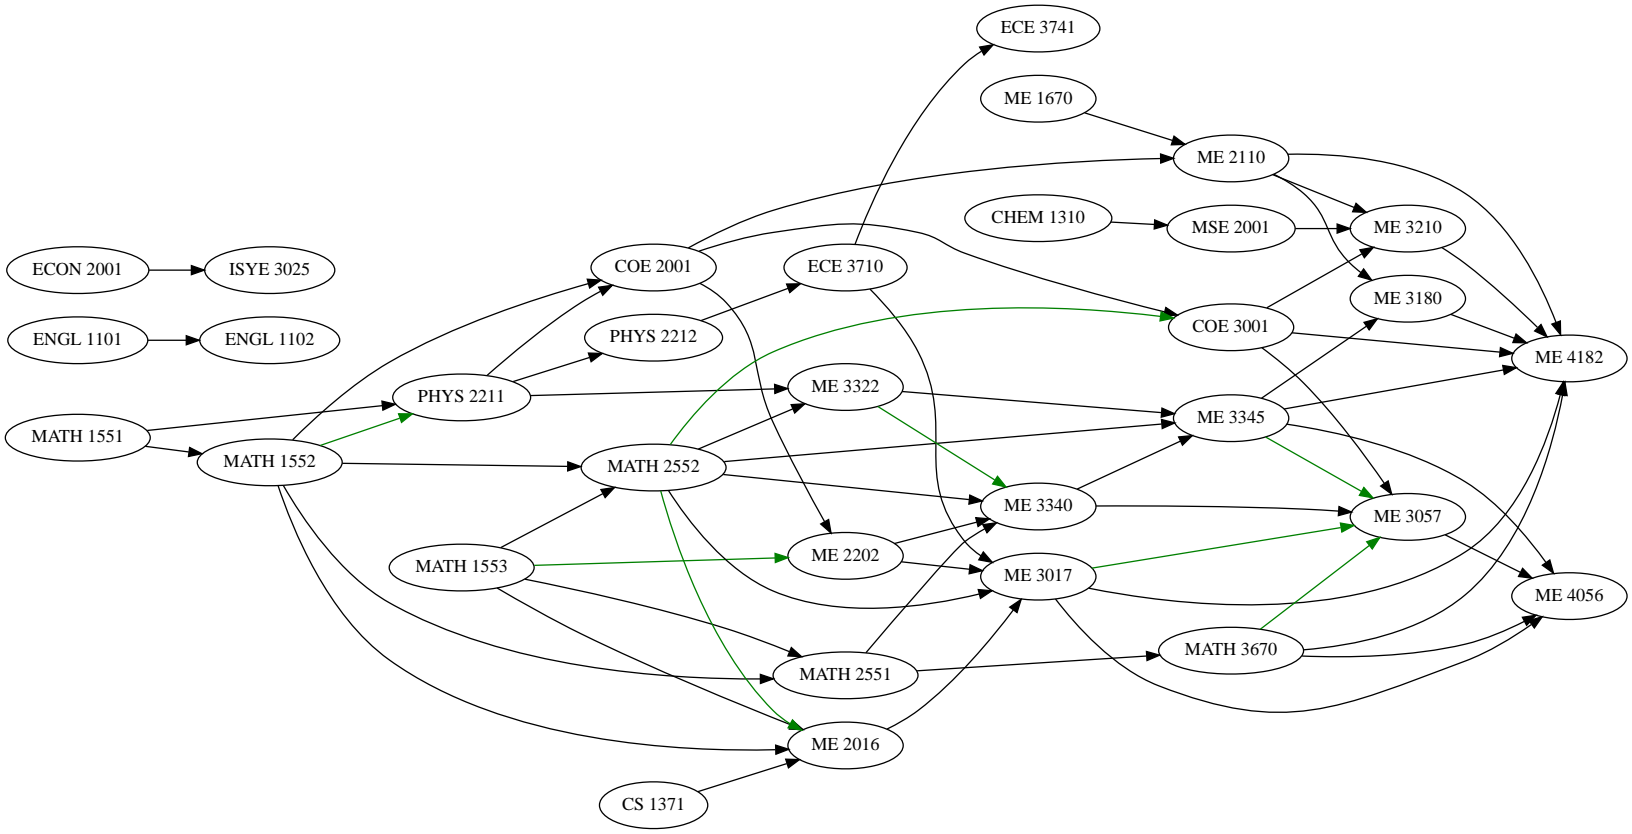 ECE 3741
ME 1670
ME 2110
CHEM 1310
MSE 2001
ME 3210
ECON 2001
ISYE 3025
COE 2001
ECE 3710
ME 3180
ENGL 1101
ENGL 1102
PHYS 2212
COE 3001
ME 4182
PHYS 2211
ME 3322
MATH 1551
ME 3345
MATH 1552
MATH 2552
ME 3340
ME 3057
MATH 1553
ME 2202
ME 3017
ME 4056
MATH 2551
MATH 3670
ME 2016
CS 1371